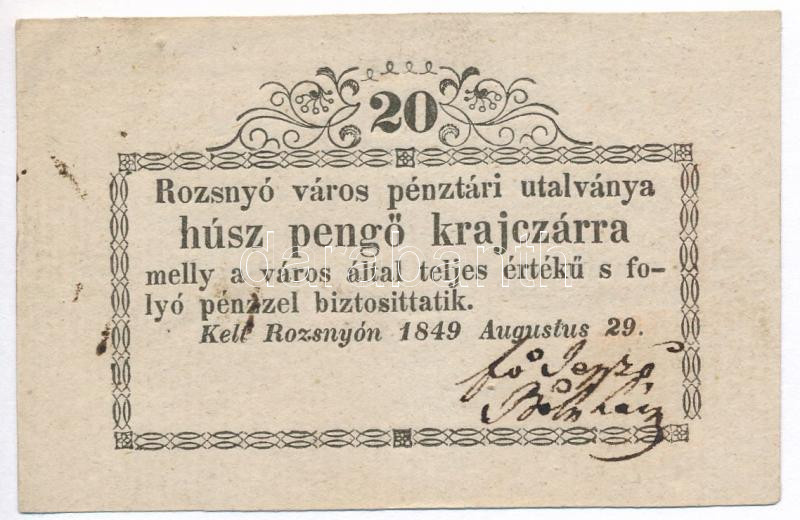 20
Rozsnyó város pénztári utalványa
húsz pengő krajczárra
melly a város által teljes értékű s fo-
lyó pénzzel biztosittatik.
Kelt Rozsnyón 1849 Augustus 29.
darabanth